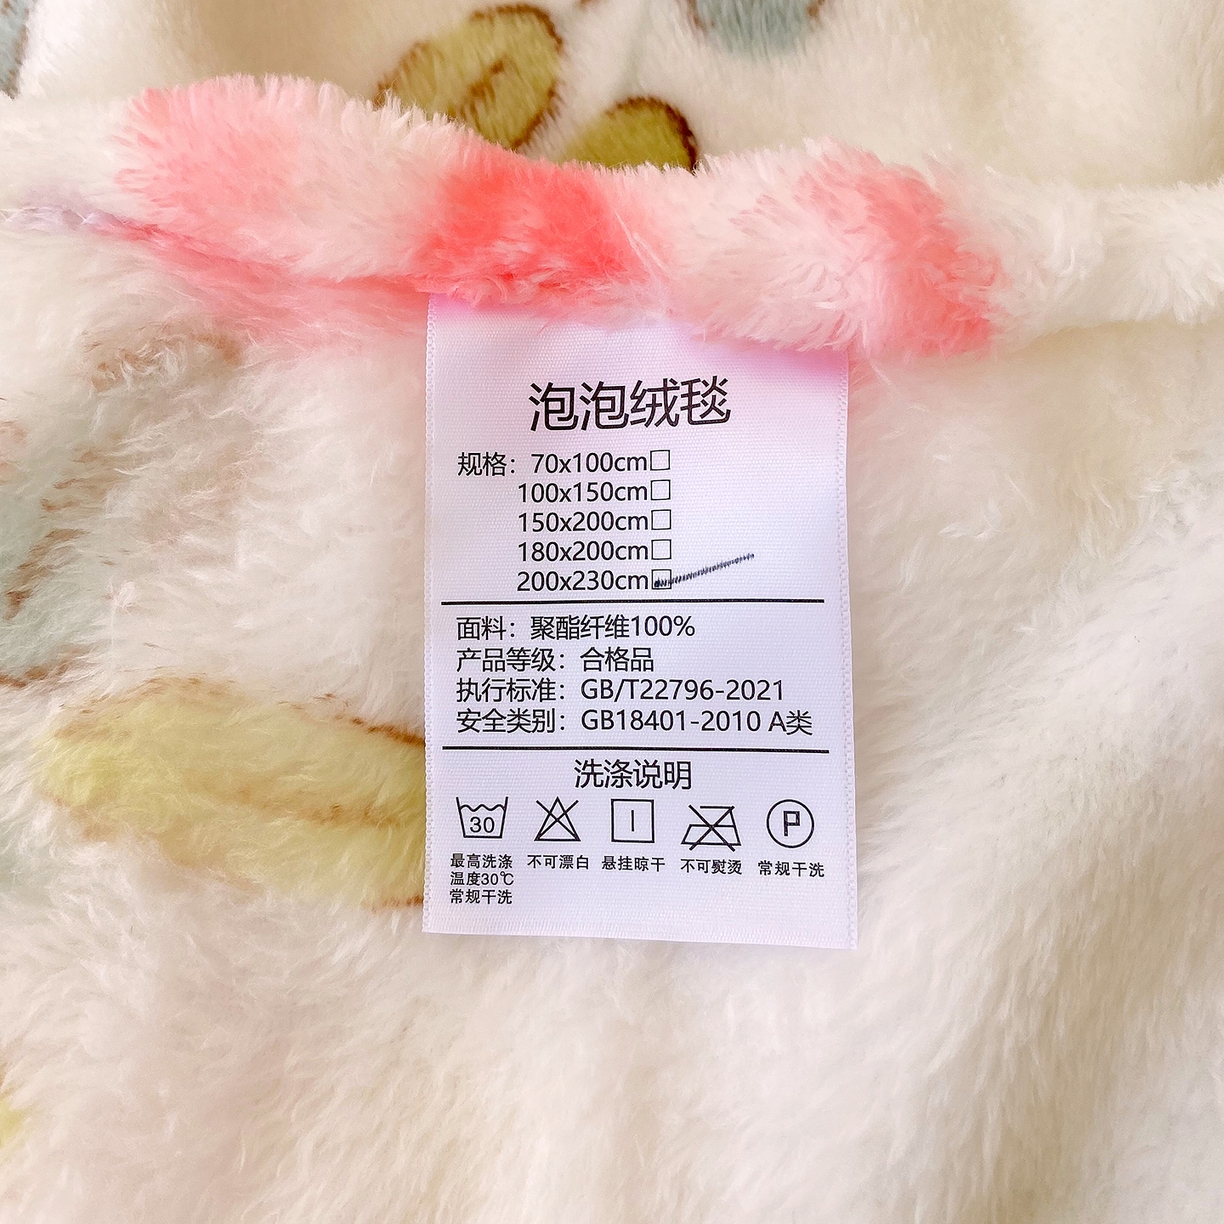 泡泡绒毯
规格：70x100cm□
100x150cm□
150x200cm□
180x200cm□
200x230cm□
面料：聚酯纤维100%
产品等级：合格品
执行标准：GB/T22796-2021
安全类别：GB18401-2010 A类
洗涤说明
30 P
最高洗涤 不可漂白 悬挂晾干 不可熨烫 常规干洗
温度30℃
常规干洗